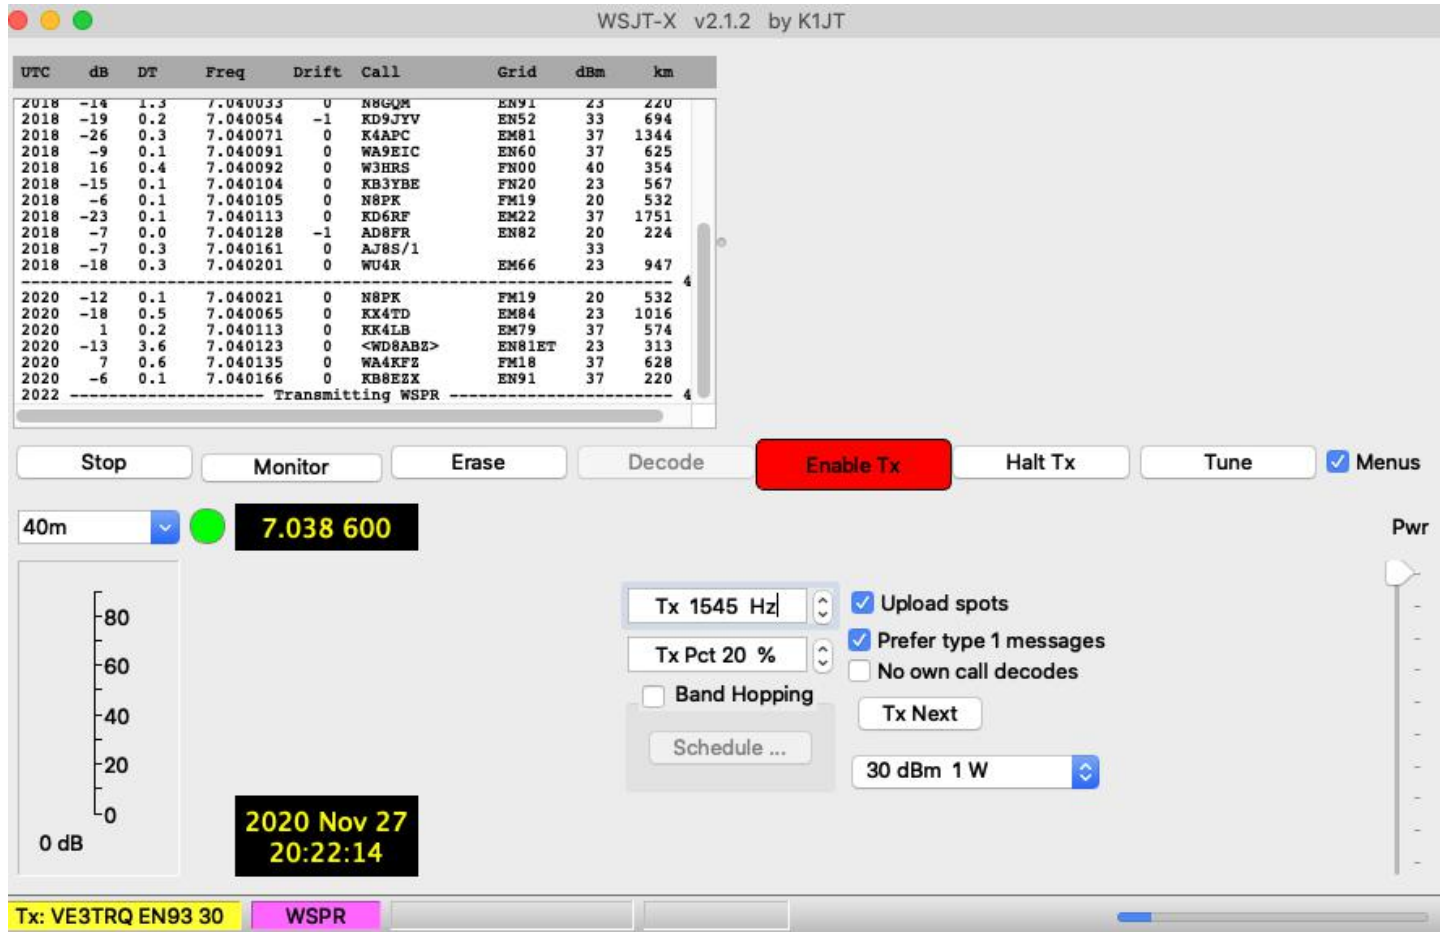 WSJT-X v2.1.2 by K1JT
UTC dB DT Freq Drift Call Grid dBm km
2018 -14 1.3 7.040033 0 N8GQM EN91 23 220
2018 -19 0.2 7.040054 -1 KD9JYV EN52 33 694
2018 -26 0.3 7.040071 0 K4APC EM81 37 1344
2018 -9 0.1 7.040091 0 WA9EIC EN60 37 625
2018 16 0.4 7.040092 0 W3HRS FN00 40 354
2018 -15 0.1 7.040104 0 KB3YBE FN20 23 567
2018 -6 0.1 7.040105 0 N8PK FM19 20 532
2018 -23 0.1 7.040113 0 KD6RF EM22 37 1751
2018 -7 0.0 7.040128 -1 AD8FR EN82 20 224
2018 -7 0.3 7.040161 0 AJ8S/1 33
2018 -18 0.3 7.040201 0 WU4R EM66 23 947
---------------------------------------------------------------- 4
2020 -12 0.1 7.040021 0 N8PK FM19 20 532
2020 -18 0.5 7.040065 0 KX4TD EM84 23 1016
2020 1 0.2 7.040113 0 KK4LB EM79 37 574
2020 -13 3.6 7.040123 0 <WD8ABZ> EN81ET 23 313
2020 7 0.6 7.040135 0 WA4KFZ FM18 37 628
2020 -6 0.1 7.040166 0 KB8EZX EN91 37 220
2022 -------------------- Transmitting WSPR ----------------------- 4
Stop Monitor Erase Decode Enable Tx Halt Tx Tune Menus
40m 7.038 600 Pwr
Tx 1545 Hz Upload spots
Tx Pct 20 % Prefer type 1 messages
No own call decodes
Band Hopping Tx Next
Schedule ...
30 dBm 1 W
80
60
40
20
0
0 dB
2020 Nov 27
20:22:14
Tx: VE3TRQ EN93 30 WSPR